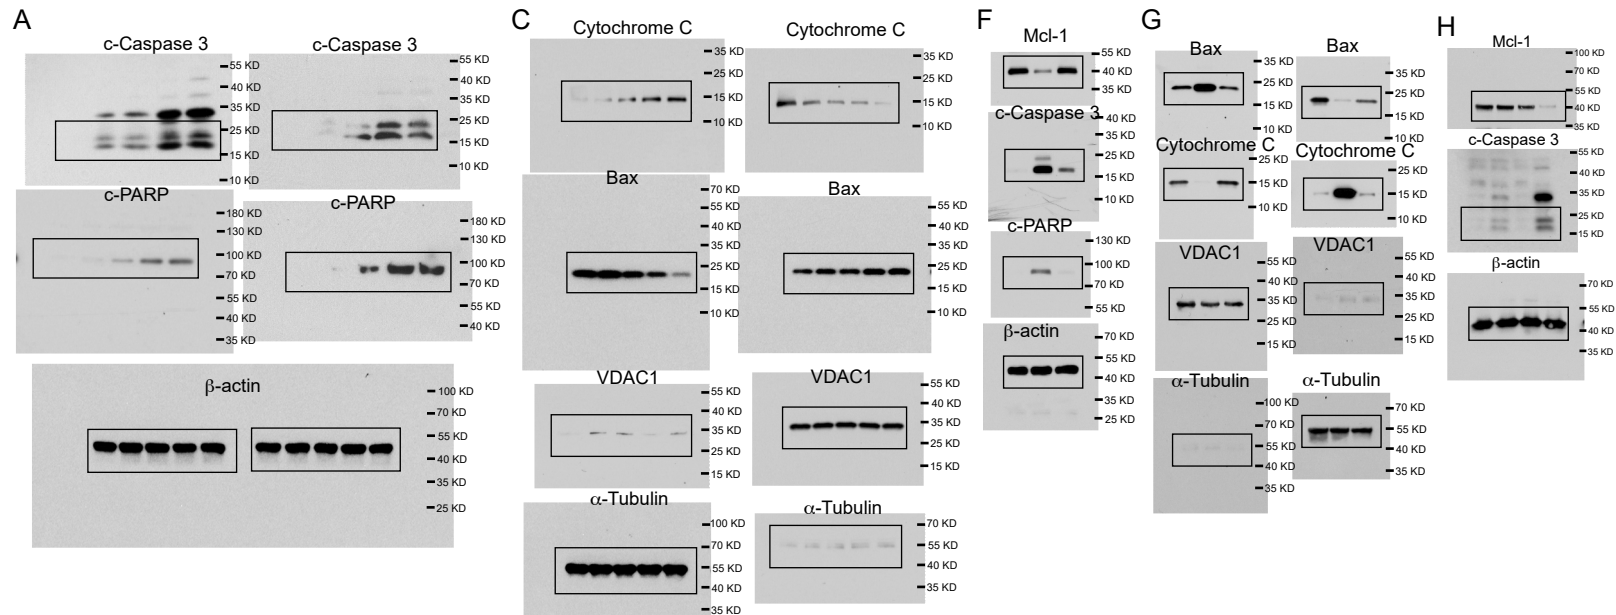 A
c-Caspase 3
55 KD
40 KD
35 KD
25 KD
15 KD
10 KD
c-Caspase 3
55 KD
40 KD
35 KD
25 KD
15 KD
10 KD
c-PARP
180 KD
130 KD
100 KD
70 KD
55 KD
40 KD
35 KD
c-PARP
180 KD
130 KD
100 KD
70 KD
55 KD
40 KD
β-actin
100 KD
70 KD
55 KD
40 KD
35 KD
25 KD
C
Cytochrome C
35 KD
25 KD
15 KD
10 KD
Cytochrome C
35 KD
25 KD
15 KD
10 KD
Bax
70 KD
55 KD
40 KD
35 KD
25 KD
15 KD
10 KD
Bax
55 KD
40 KD
35 KD
25 KD
15 KD
10 KD
VDAC1
55 KD
40 KD
35 KD
25 KD
15 KD
VDAC1
55 KD
40 KD
35 KD
25 KD
15 KD
α-Tubulin
100 KD
70 KD
55 KD
40 KD
35 KD
α-Tubulin
70 KD
55 KD
40 KD
35 KD
F
Mcl-1
55 KD
40 KD
35 KD
c-Caspase 3
40 KD
35 KD
25 KD
15 KD
10 KD
c-PARP
130 KD
100 KD
70 KD
55 KD
β-actin
70 KD
55 KD
40 KD
35 KD
25 KD
G
Bax
35 KD
25 KD
15 KD
10 KD
Bax
35 KD
25 KD
15 KD
10 KD
Cytochrome C
25 KD
15 KD
10 KD
Cytochrome C
25 KD
15 KD
10 KD
VDAC1
55 KD
40 KD
35 KD
25 KD
15 KD
VDAC1
55 KD
40 KD
35 KD
25 KD
15 KD
α-Tubulin
100 KD
70 KD
55 KD
40 KD
35 KD
α-Tubulin
70 KD
55 KD
40 KD
35 KD
H
Mcl-1
100 KD
70 KD
55 KD
40 KD
35 KD
c-Caspase 3
55 KD
40 KD
35 KD
25 KD
15 KD
β-actin
70 KD
55 KD
40 KD
35 KD